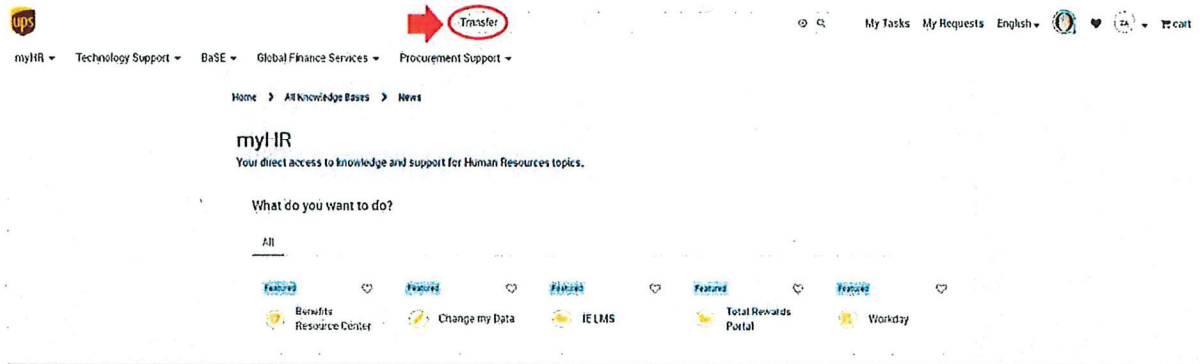 ups
Transfer
My Tasks My Requests English
cart
myHR Technology Support BaSE Global Finance Services Procurement Support
Home > All Knowledge Bases > News
myHR
Your direct access to knowledge and support for Human Resources topics.
What do you want to do?
All
Featured Featured Featured Featured Featured
Benefits Resource Center
Change my Data
IE LMS
Total Rewards Portal
Workday